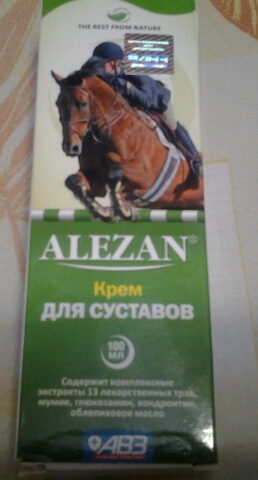 THE BEST FROM NATURE
ALEZAN®
Крем
ДЛЯ СУСТАВОВ
100
МЛ
Содержит комплексные
экстракты 13 лекарственных трав,
мумие, глюкозамин, хондроитин,
облепиховое масло
АВЗ